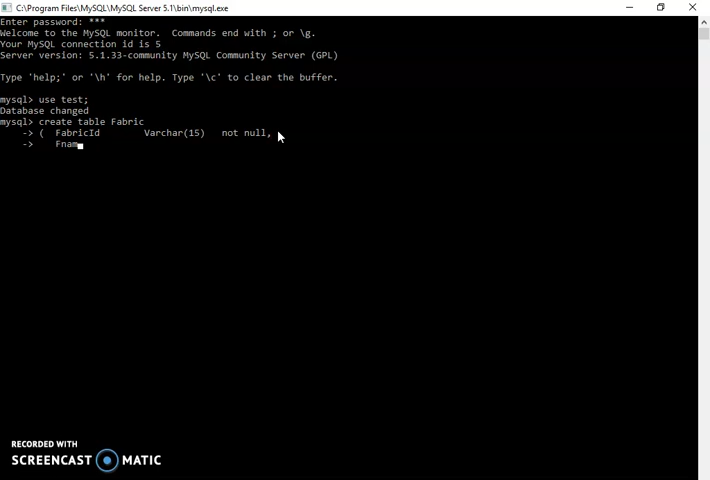 C:\Program Files\MySQL\MySQL Server 5.1\bin\mysql.exe
Enter password: ***
Welcome to the MySQL monitor.  Commands end with ; or \g.
Your MySQL connection id is 5
Server version: 5.1.33-community MySQL Community Server (GPL)
Type 'help;' or '\h' for help. Type '\c' to clear the buffer.
mysql> use test;
Database changed
mysql> create table Fabric
    -> (  FabricId        Varchar(15)   not null,
    ->    Fnam
RECORDED WITH
SCREENCAST MATIC